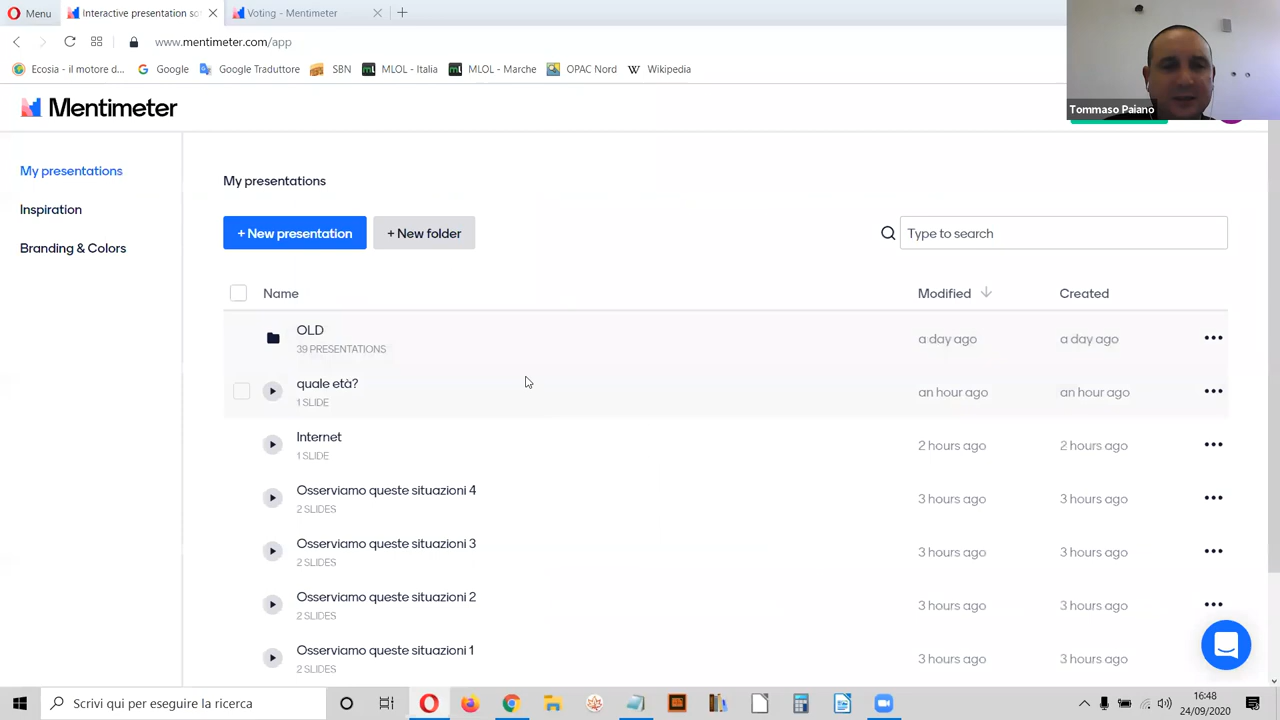 Menu
Interactive presentation sof
Voting - Mentimeter
www.mentimeter.com/app
Ecosia - il motore d...
Google
Google Traduttore
SBN
MLOL - Italia
MLOL - Marche
OPAC Nord
Wikipedia
Tommaso Paiano
Mentimeter
My presentations
Inspiration
Branding & Colors
My presentations
+ New presentation
+ New folder
Type to search
Name
Modified
Created
OLD
39 PRESENTATIONS
a day ago
a day ago
quale età?
1 SLIDE
an hour ago
an hour ago
Internet
1 SLIDE
2 hours ago
2 hours ago
Osserviamo queste situazioni 4
2 SLIDES
3 hours ago
3 hours ago
Osserviamo queste situazioni 3
2 SLIDES
3 hours ago
3 hours ago
Osserviamo queste situazioni 2
2 SLIDES
3 hours ago
3 hours ago
Osserviamo queste situazioni 1
2 SLIDES
3 hours ago
3 hours ago
Scrivi qui per eseguire la ricerca
16:48
24/09/2020